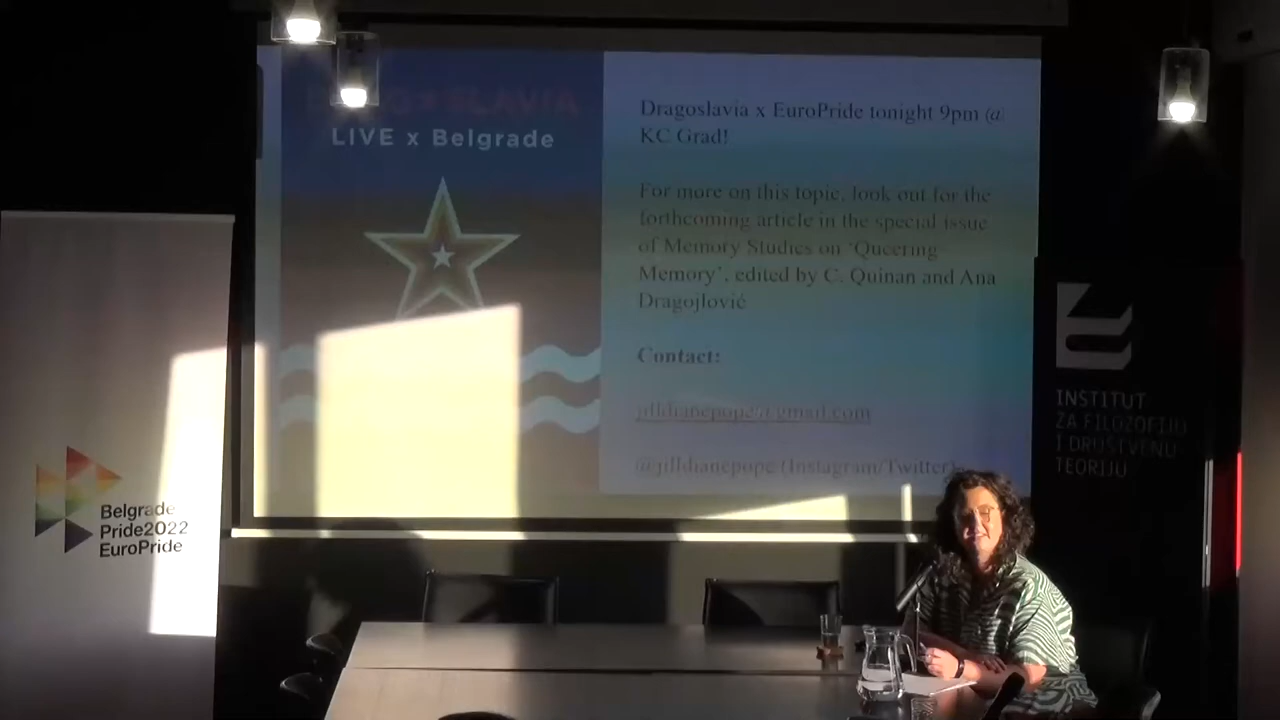 LIVE x Belgrade
Dragoslavia x EuroPride tonight 9pm @
KC Grad!
For more on this topic, look out for the
forthcoming article in the special issue
of Memory Studies on ‘Queering
Memory’, edited by C. Quinan and Ana
Dragojlović
Contact:
jilldianepope@gmail.com
@jilldianepope (Instagram/Twitter)
Belgrade
Pride2022
EuroPride
INSTITUT
ZA FILOZOFIJU
I DRUŠTVENU
TEORIJU